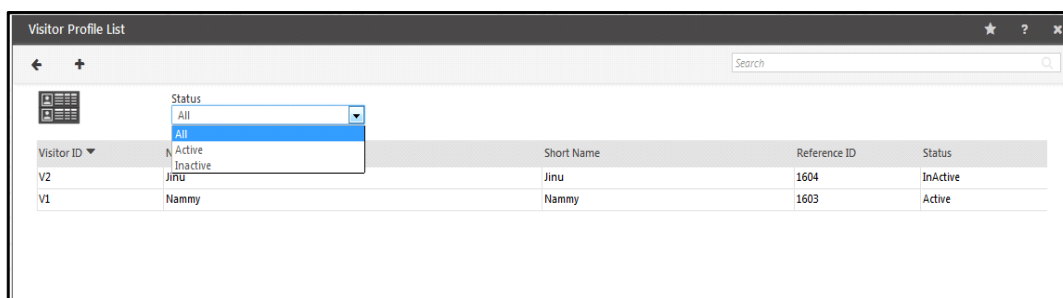 Visitor Profile List
?
Search
Status
All
All
Active
Inactive
Visitor ID Short Name Reference ID Status
V2 Jinu Jinu 1604 InActive
V1 Nammy Nammy 1603 Active